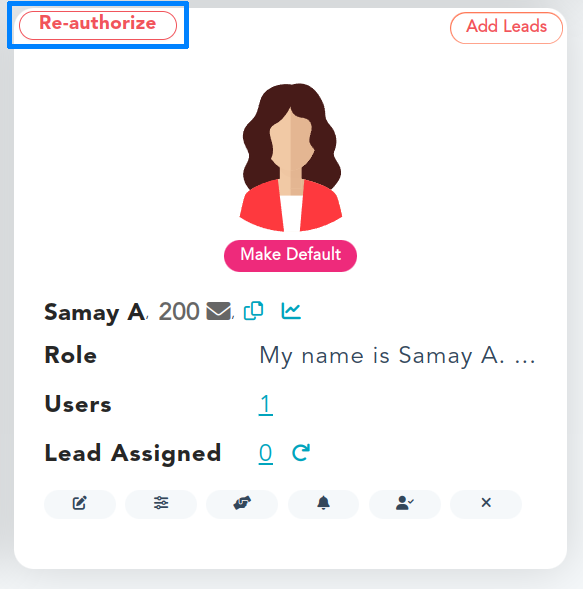 Re-authorize
Add Leads
Make Default
Samay A, 200
Role My name is Samay A. ...
Users 1
Lead Assigned 0